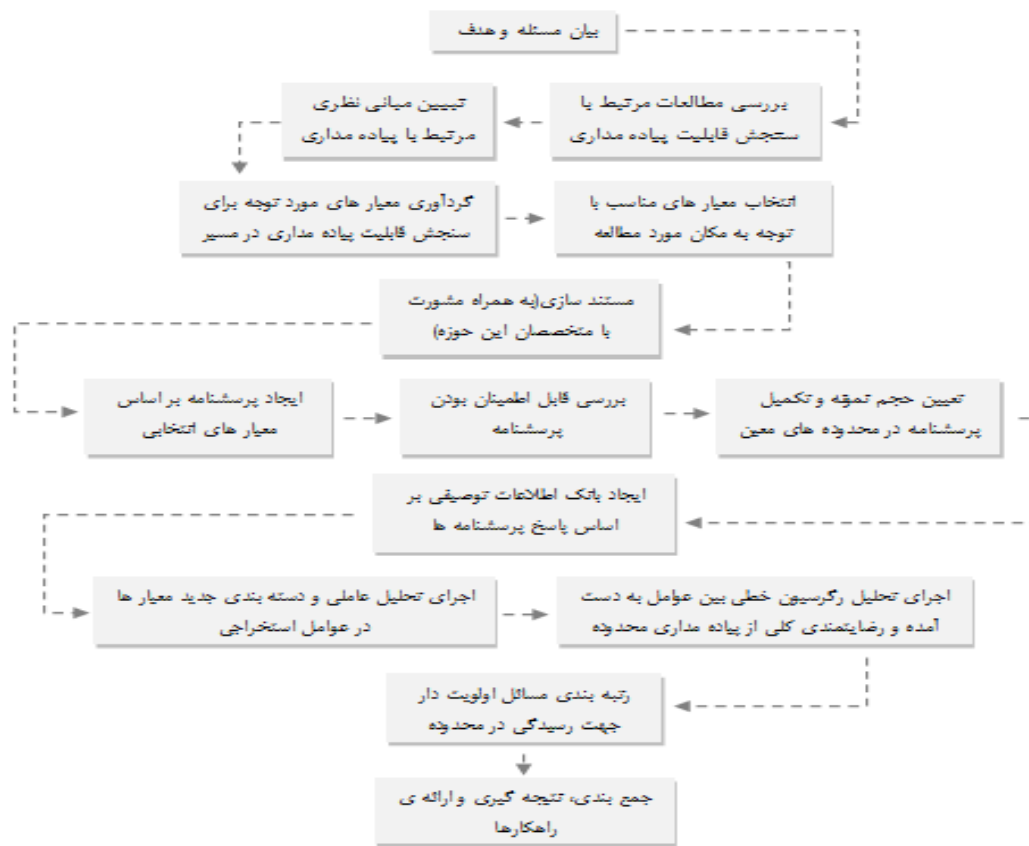 بیان مسئله و هدف
بررسی مطالعات مرتبط با
سنجش قابلیت پیاده مداری
تبیین مبانی نظری
مرتبط با پیاده مداری
گردآوری معیار های مورد توجه برای
سنجش قابلیت پیاده مداری در مسیر
انتخاب معیار های مناسب با
توجه به مکان مورد مطالعه
مستند سازی(به همراه مشورت
با متخصصان این حوزه)
ایجاد پرسشنامه بر اساس
معیار های انتخابی
بررسی قابل اطمینان بودن
پرسشنامه
تعیین حجم نمونه و تکمیل
پرسشنامه در محدوده های معین
ایجاد بانک اطلاعات توصیفی بر
اساس پاسخ پرسشنامه ها
اجرای تحلیل عاملی و دسته بندی جدید معیار ها
در عوامل استخراجی
اجرای تحلیل رگرسیون خطی بین عوامل به دست
آمده و رضایتمندی کلی از پیاده مداری محدوده
رتبه بندی مسائل اولویت دار
جهت رسیدگی در محدوده
جمع بندی، نتیجه گیری و ارائه ی
راهکارها